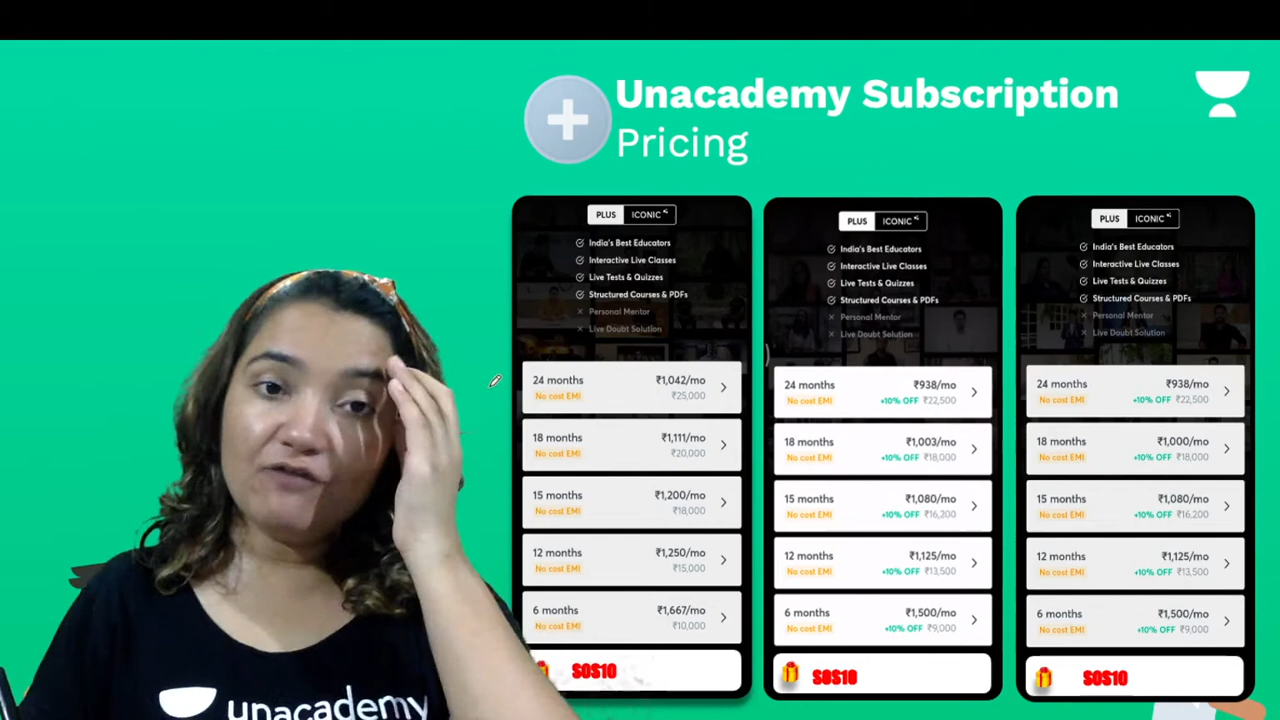 Unacademy Subscription
Pricing
PLUS ICONIC
India's Best Educators
Interactive Live Classes
Live Tests & Quizzes
Structured Courses & PDFs
Personal Mentor
Live Doubt Solution
24 months ₹1,042/mo
No cost EMI ₹25,000
18 months ₹1,111/mo
No cost EMI ₹20,000
15 months ₹1,200/mo
No cost EMI ₹18,000
12 months ₹1,250/mo
No cost EMI ₹15,000
6 months ₹1,667/mo
No cost EMI ₹10,000
SOS10
PLUS ICONIC
India's Best Educators
Interactive Live Classes
Live Tests & Quizzes
Structured Courses & PDFs
Personal Mentor
Live Doubt Solution
24 months ₹938/mo
No cost EMI +10% OFF ₹22,500
18 months ₹1,003/mo
No cost EMI +10% OFF ₹18,000
15 months ₹1,080/mo
No cost EMI +10% OFF ₹16,200
12 months ₹1,125/mo
No cost EMI +10% OFF ₹13,500
6 months ₹1,500/mo
No cost EMI +10% OFF ₹9,000
SOS10
PLUS ICONIC
India's Best Educators
Interactive Live Classes
Live Tests & Quizzes
Structured Courses & PDFs
Personal Mentor
Live Doubt Solution
24 months ₹938/mo
No cost EMI +10% OFF ₹22,500
18 months ₹1,000/mo
No cost EMI +10% OFF ₹18,000
15 months ₹1,080/mo
No cost EMI +10% OFF ₹16,200
12 months ₹1,125/mo
No cost EMI +10% OFF ₹13,500
6 months ₹1,500/mo
No cost EMI +10% OFF ₹9,000
SOS10
unacademy